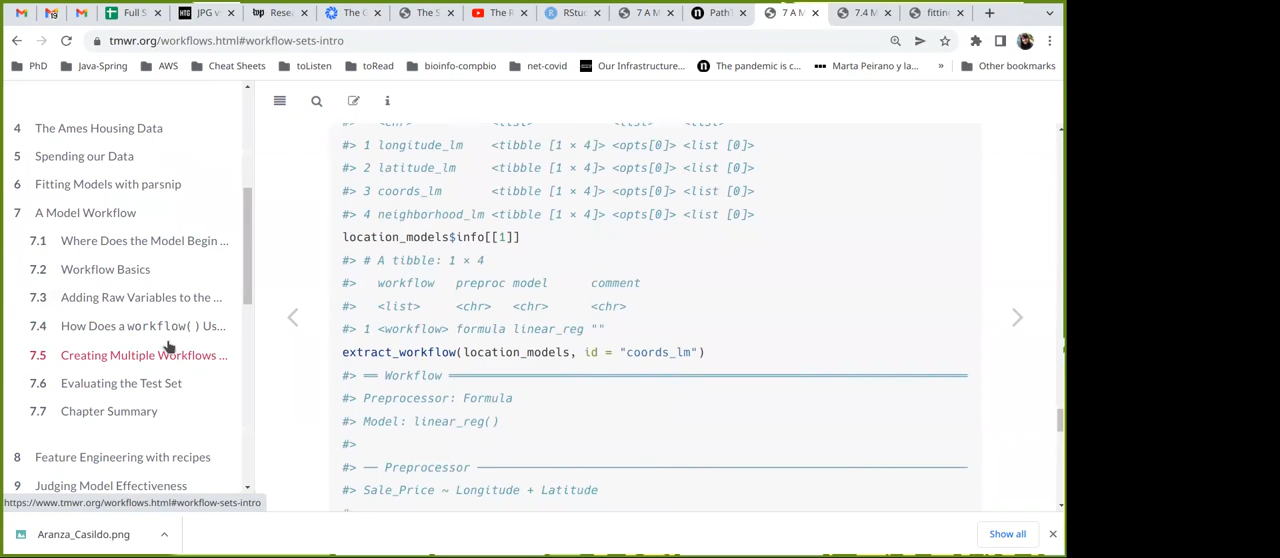 Full S
JPG v
Resea
The G
The S
The R
RStu
7 A M
Path
7 A M
7.4 M
fittin
tmwr.org/workflows.html#workflow-sets-intro
PhD Java-Spring AWS Cheat Sheets toListen toRead bioinfo-compbio net-covid Our Infrastructure... The pandemic is c... Marta Peirano y la... » Other bookmarks
4 The Ames Housing Data
5 Spending our Data
6 Fitting Models with parsnip
7 A Model Workflow
7.1 Where Does the Model Begin ...
7.2 Workflow Basics
7.3 Adding Raw Variables to the ...
7.4 How Does a workflow() Us...
7.5 Creating Multiple Workflows ...
7.6 Evaluating the Test Set
7.7 Chapter Summary
8 Feature Engineering with recipes
9 Judging Model Effectiveness
https://www.tmwr.org/workflows.html#workflow-sets-intro
#> <chr> <list> <list> <list>
#> 1 longitude_lm <tibble [1 × 4]> <opts[0]> <list [0]>
#> 2 latitude_lm <tibble [1 × 4]> <opts[0]> <list [0]>
#> 3 coords_lm <tibble [1 × 4]> <opts[0]> <list [0]>
#> 4 neighborhood_lm <tibble [1 × 4]> <opts[0]> <list [0]>
location_models$info[[1]]
#> # A tibble: 1 × 4
#> workflow preproc model comment
#> <list> <chr> <chr> <chr>
#> 1 <workflow> formula linear_reg ""
extract_workflow(location_models, id = "coords_lm")
#> ══ Workflow ══════════
#> Preprocessor: Formula
#> Model: linear_reg()
#>
#> ── Preprocessor ──────────
#> Sale_Price ~ Longitude + Latitude
Aranza_Casildo.png
Show all